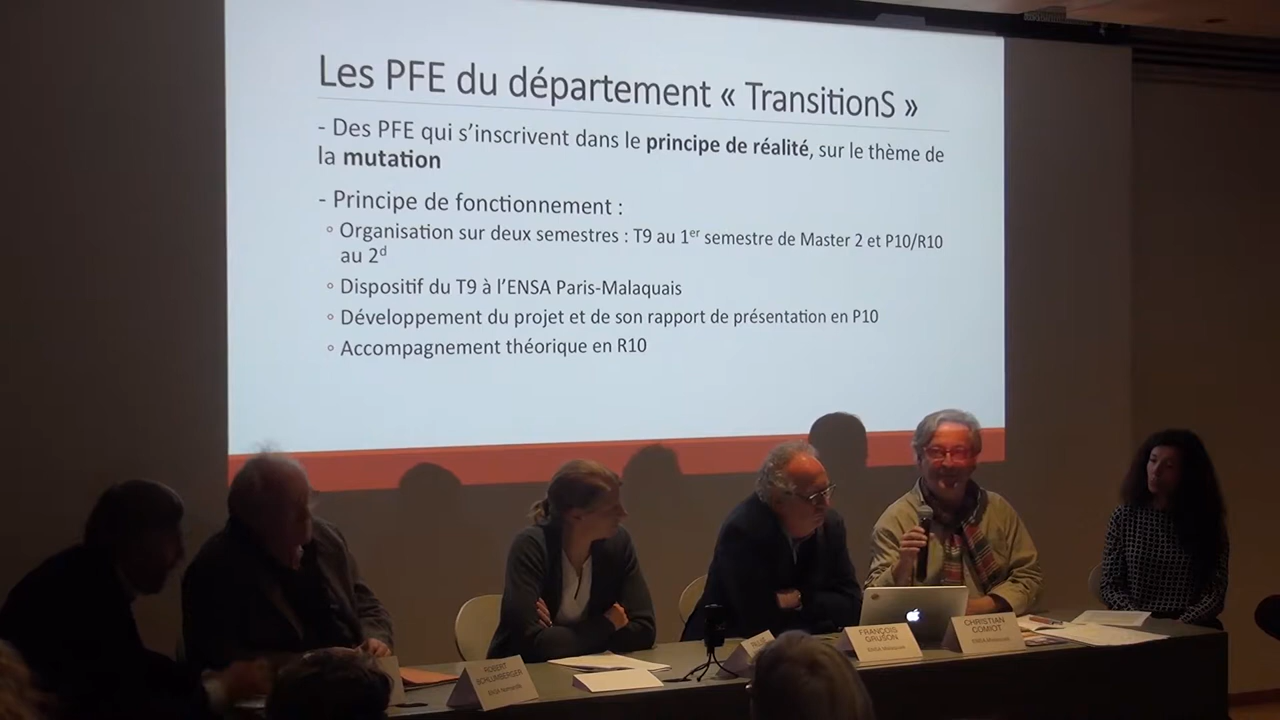 Les PFE du département « TransitionS »
- Des PFE qui s'inscrivent dans le principe de réalité, sur le thème de
la mutation
- Principe de fonctionnement :
◦ Organisation sur deux semestres : T9 au 1er semestre de Master 2 et P10/R10
au 2d
◦ Dispositif du T9 à l'ENSA Paris-Malaquais
◦ Développement du projet et de son rapport de présentation en P10
◦ Accompagnement théorique en R10
ROBERT
SCHLUMBERGER
FRANÇOIS
GRUSON
CHRISTIAN
COMIOT